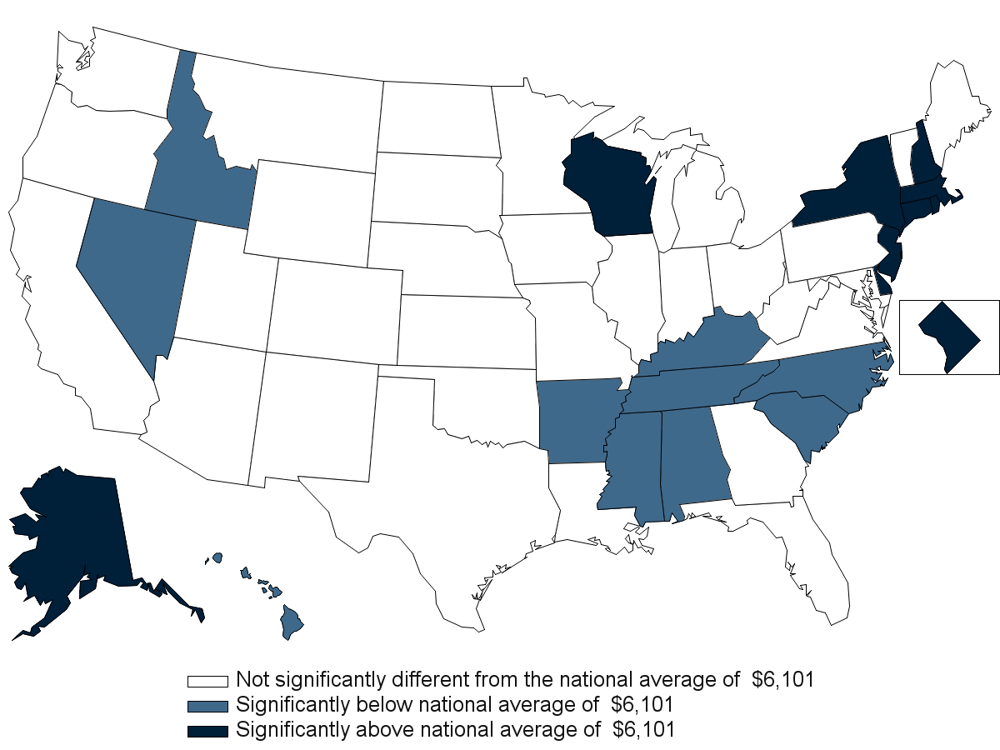 Not significantly different from the national average of  $6,101
Significantly below national average of  $6,101
Significantly above national average of  $6,101